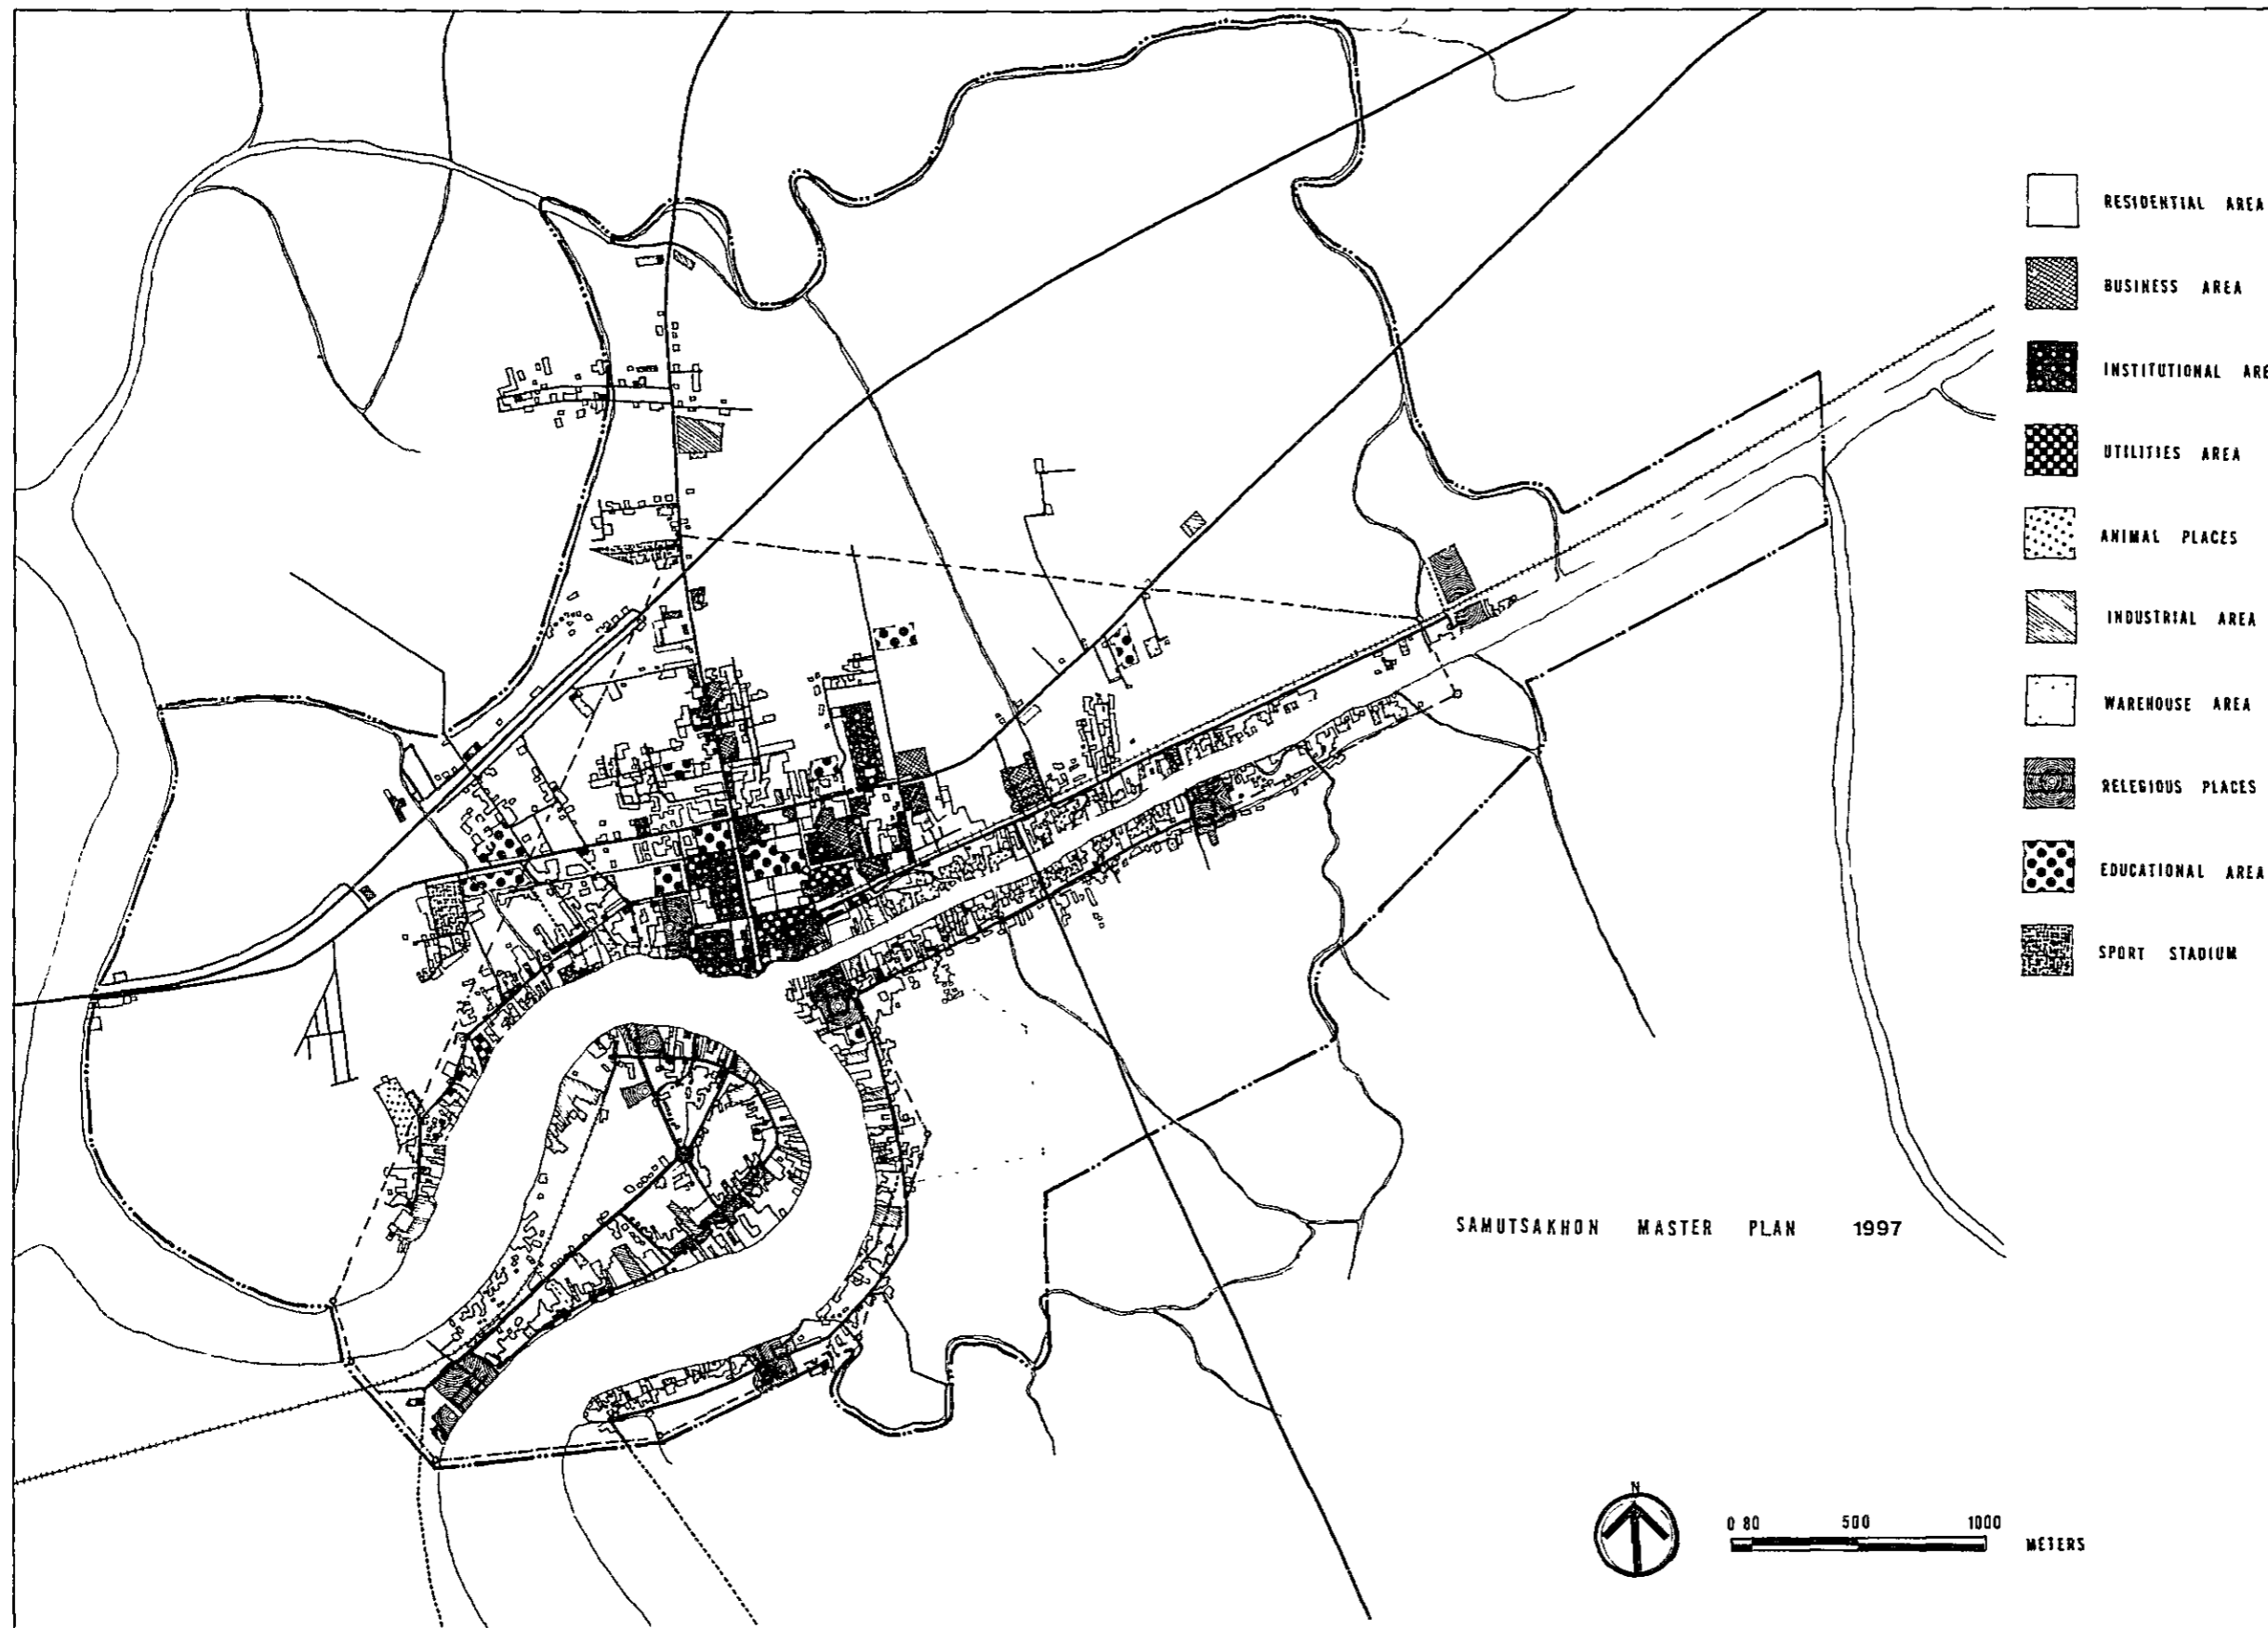 RESIDENTIAL AREA
BUSINESS AREA
INSTITUTIONAL ARE
UTILITIES AREA
ANIMAL PLACES
INDUSTRIAL AREA
WAREHOUSE AREA
RELEGIOUS PLACES
EDUCATIONAL AREA
SPORT STADIUM
SAMUTSAKHON MASTER PLAN 1997
N
0 80 500 1000
METERS